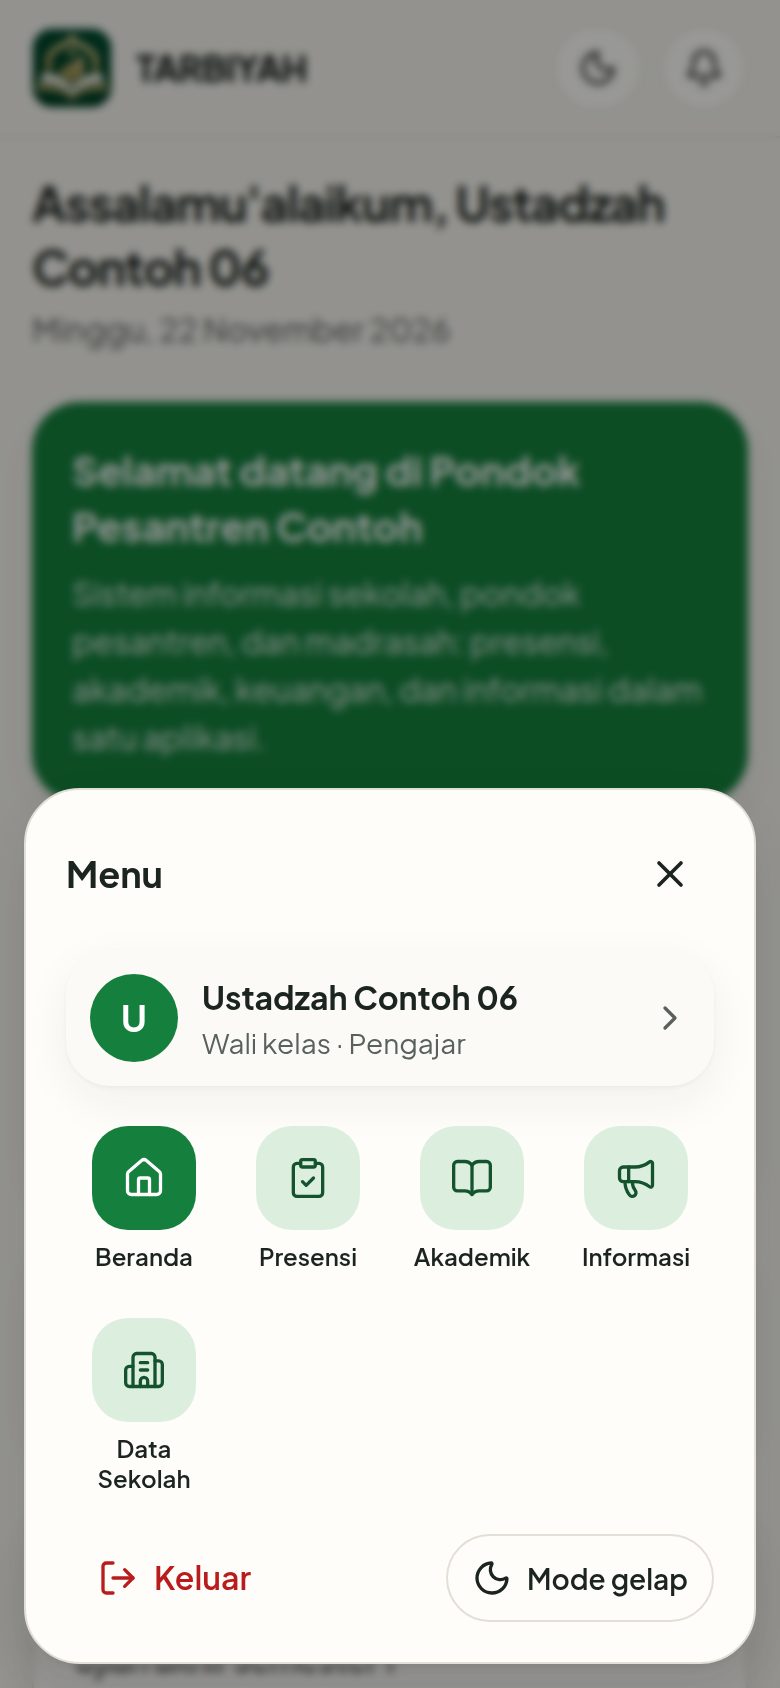 TARBIYAH
Assalamu'alaikum, Ustadzah
Contoh 06
Minggu, 22 November 2026
Selamat datang di Pondok
Pesantren Contoh
Sistem informasi sekolah, pondok
pesantren, dan madrasah: presensi,
akademik, keuangan, dan informasi dalam
satu aplikasi.
Menu
U
Ustadzah Contoh 06
Wali kelas · Pengajar
Beranda
Presensi
Akademik
Informasi
Data
Sekolah
Keluar
Mode gelap